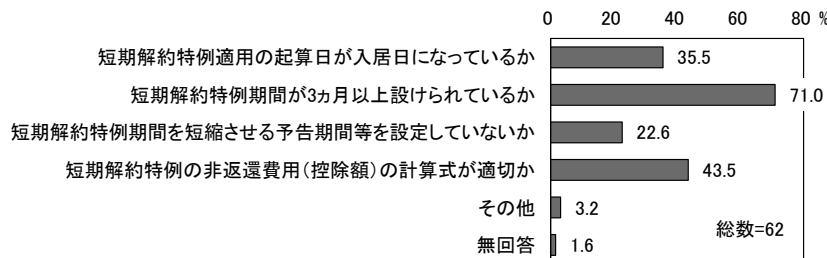 0 20 40 60 80 %
短期解約特例適用の起算日が入居日になっているか 35.5
短期解約特例期間が3ヵ月以上設けられているか 71.0
短期解約特例期間を短縮させる予告期間等を設定していないか 22.6
短期解約特例の非返還費用(控除額)の計算式が適切か 43.5
その他 3.2
総数=62
無回答 1.6